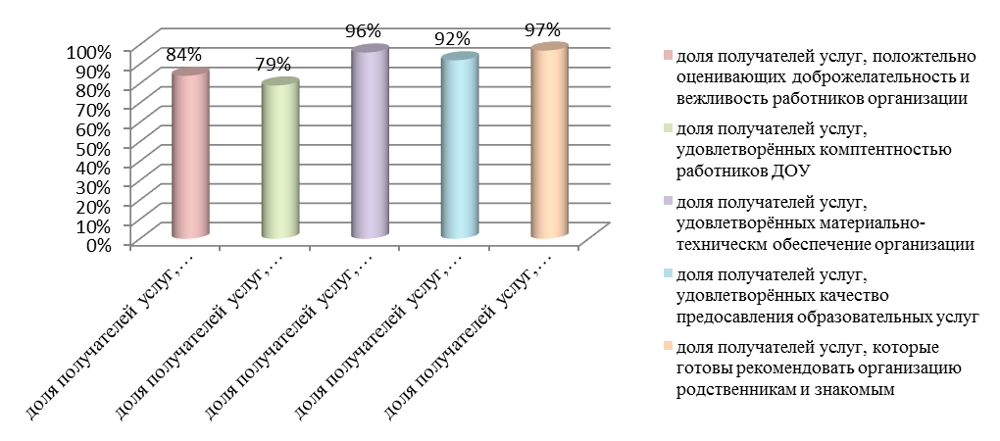 84%
79%
96%
92%
97%
100%
90%
80%
70%
60%
50%
40%
30%
20%
10%
0%
доля получателей услуг,…
доля получателей услуг,…
доля получателей услуг,…
доля получателей услуг,…
доля получателей услуг,…
доля получателей услуг, положтельно
оценивающих доброжелательность и
вежливость работников организации
доля получателей услуг,
удовлетворённых комптентностью
работников ДОУ
доля получателей услуг,
удовлетворённых материально-
техническм обеспечение организации
доля получателей услуг,
удовлетворённых качество
предосавления образовательных услуг
доля получателей услуг, которые
готовы рекомендовать организацию
родственникам и знакомым